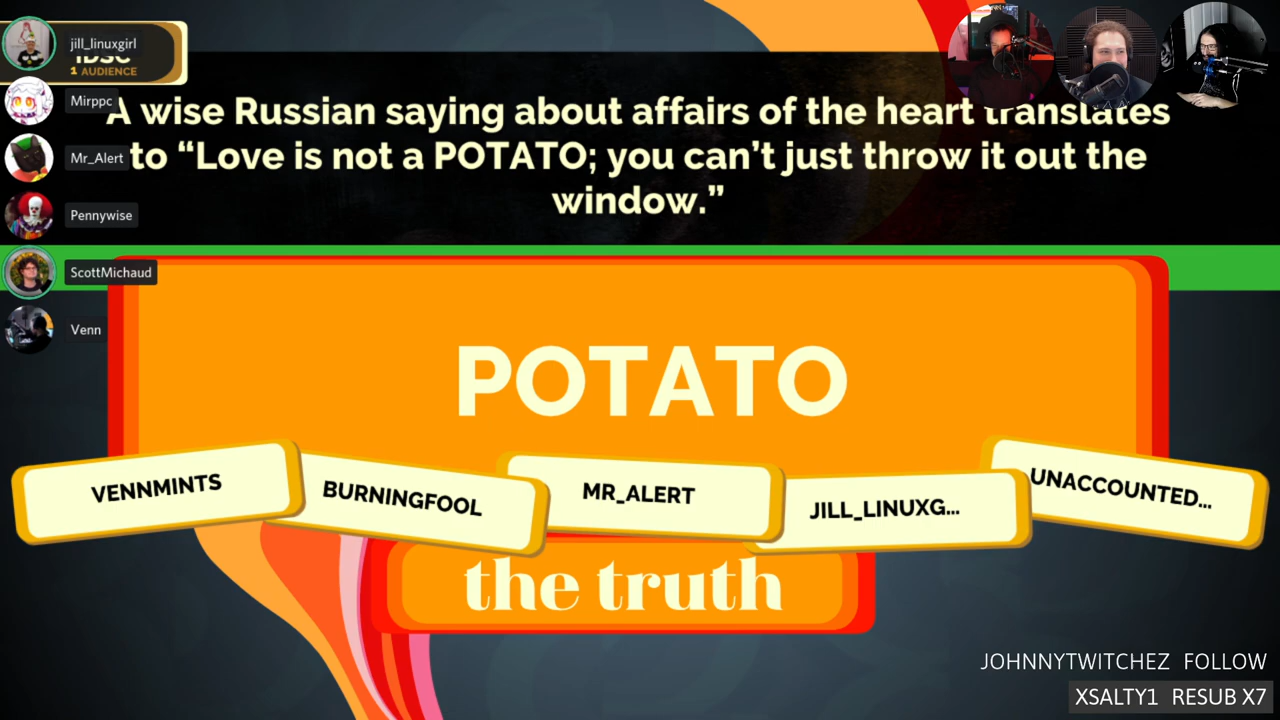 jill_linuxgirl
IDSC
1 AUDIENCE
Mirppc
A wise Russian saying about affairs of the heart translates
Mr_Alert
to “Love is not a POTATO; you can’t just throw it out the
window.”
Pennywise
ScottMichaud
Venn
POTATO
VENNMINTS
BURNINGFOOL
MR_ALERT
JILL_LINUXG...
UNACCOUNTED...
the truth
JOHNNYTWITCHEZ FOLLOW
XSALTY1 RESUB X7